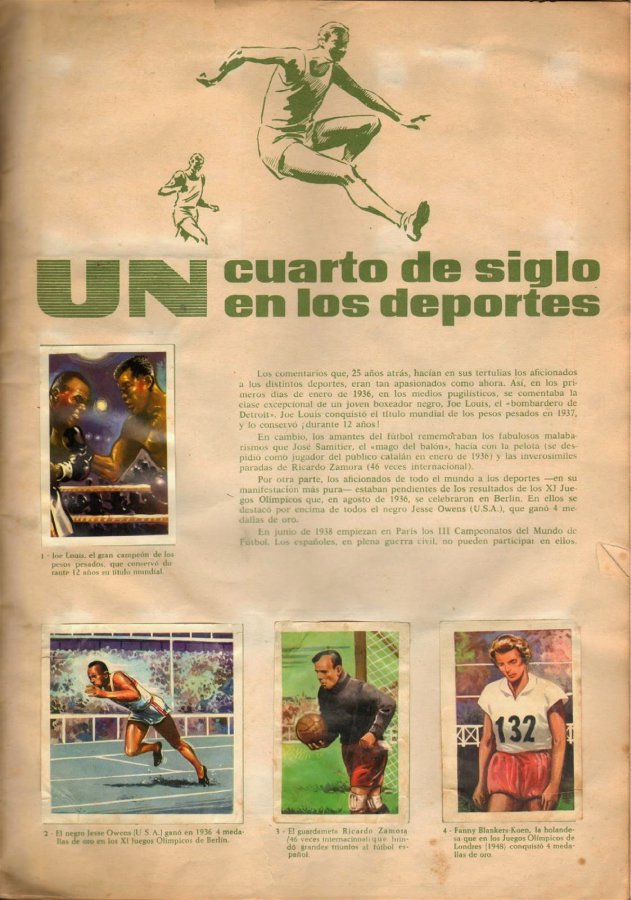 UN cuarto de siglo
en los deportes
Los comentarios que, 25 años atrás, hacían en sus tertulias los aficionados
a los distintos deportes, eran tan apasionados como ahora. Así, en los pri-
meros días de enero de 1936, en los medios pugilísticos, se comentaba la
clase excepcional de un joven boxeador negro, Joe Louis, el «bombardero de
Detroit». Joe Louis conquistó el título mundial de los pesos pesados en 1937,
y lo conservó ¡durante 12 años!
En cambio, los amantes del fútbol rememoraban los fabulosos malaba-
rismos que José Samitier, el «mago del balón», hacía con la pelota (se des-
pidió como jugador del público catalán en enero de 1936) y las inverosímiles
paradas de Ricardo Zamora (46 veces internacional).
Por otra parte, los aficionados de todo el mundo a los deportes —en su
manifestación más pura— estaban pendientes de los resultados de los XI Jue-
gos Olímpicos que, en agosto de 1936, se celebraron en Berlín. En ellos se
destacó por encima de todos el negro Jesse Owens (U.S.A.), que ganó 4 me-
dallas de oro.
En junio de 1938 empiezan en París los III Campeonatos del Mundo de
Fútbol. Los españoles, en plena guerra civil, no pueden participar en ellos.
1 - Joe Louis, el gran campeón de los
pesos pesados, que conservó du
rante 12 años su título mundial.
2 - El negro Jesse Owens (U S A.) ganó en 1936 4 meda-
llas de oro en los XI Juegos Olímpicos de Berlín.
3 - El guardameta Ricardo Zamora
(46 veces internacional) que brin-
dó grandes triunfos al fútbol es-
pañol.
132
4 - Fanny Blankers-Koen, la holande-
sa que en los Juegos Olímpicos de
Londres (1948) conquistó 4 meda-
llas de oro.